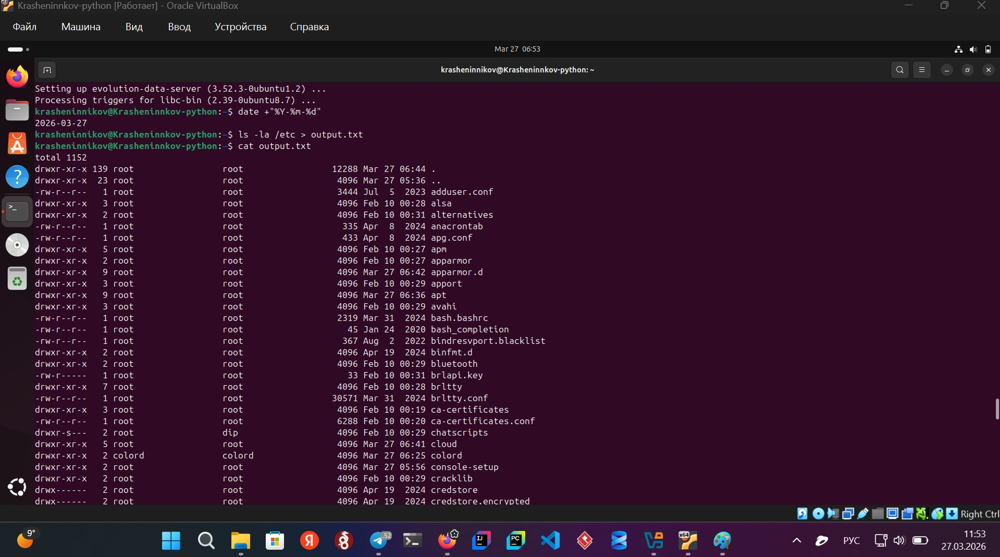 Krasheninnkov-python [Работает] - Oracle VirtualBox
Файл Машина Вид Ввод Устройства Справка
Mar 27 06:53
krasheninnikov@Krasheninnkov-python: ~
Setting up evolution-data-server (3.52.3-0ubuntu1.2) ...
Processing triggers for libc-bin (2.39-0ubuntu8.7) ...
krasheninnikov@Krasheninnkov-python:~$ date +"%Y-%m-%d"
2026-03-27
krasheninnikov@Krasheninnkov-python:~$ ls -la /etc > output.txt
krasheninnikov@Krasheninnkov-python:~$ cat output.txt
total 1152
drwxr-xr-x 139 root root 12288 Mar 27 06:44 .
drwxr-xr-x 23 root root 4096 Mar 27 05:36 ..
-rw-r--r-- 1 root root 3444 Jul 5 2023 adduser.conf
drwxr-xr-x 3 root root 4096 Feb 10 00:28 alsa
drwxr-xr-x 2 root root 4096 Feb 10 00:31 alternatives
-rw-r--r-- 1 root root 335 Apr 8 2024 anacrontab
-rw-r--r-- 1 root root 433 Apr 8 2024 apg.conf
drwxr-xr-x 5 root root 4096 Feb 10 00:27 apm
drwxr-xr-x 2 root root 4096 Feb 10 00:27 apparmor
drwxr-xr-x 9 root root 4096 Mar 27 06:42 apparmor.d
drwxr-xr-x 3 root root 4096 Feb 10 00:29 apport
drwxr-xr-x 9 root root 4096 Mar 27 06:36 apt
drwxr-xr-x 3 root root 4096 Feb 10 00:29 avahi
-rw-r--r-- 1 root root 2319 Mar 31 2024 bash.bashrc
-rw-r--r-- 1 root root 45 Jan 24 2020 bash_completion
-rw-r--r-- 1 root root 367 Aug 2 2022 bindresvport.blacklist
drwxr-xr-x 2 root root 4096 Apr 19 2024 binfmt.d
drwxr-xr-x 2 root root 4096 Feb 10 00:29 bluetooth
-rw-r----- 1 root root 33 Feb 10 00:31 brlapi.key
drwxr-xr-x 7 root root 4096 Feb 10 00:28 brltty
-rw-r--r-- 1 root root 30571 Mar 31 2024 brltty.conf
drwxr-xr-x 3 root root 4096 Feb 10 00:19 ca-certificates
-rw-r--r-- 1 root root 6288 Feb 10 00:20 ca-certificates.conf
drwxr-s--- 2 root dip 4096 Feb 10 00:29 chatscripts
drwxr-xr-x 5 root root 4096 Mar 27 06:41 cloud
drwxr-xr-x 2 colord colord 4096 Mar 27 06:25 colord
drwxr-xr-x 2 root root 4096 Mar 27 05:56 console-setup
drwxr-xr-x 2 root root 4096 Feb 10 00:29 cracklib
drwx------ 2 root root 4096 Apr 19 2024 credstore
drwx------ 2 root root 4096 Apr 19 2024 credstore.encrypted
Right Ctrl
9°
Я
..52
IJ
PC
x64
РУС
11:53
27.03.2026